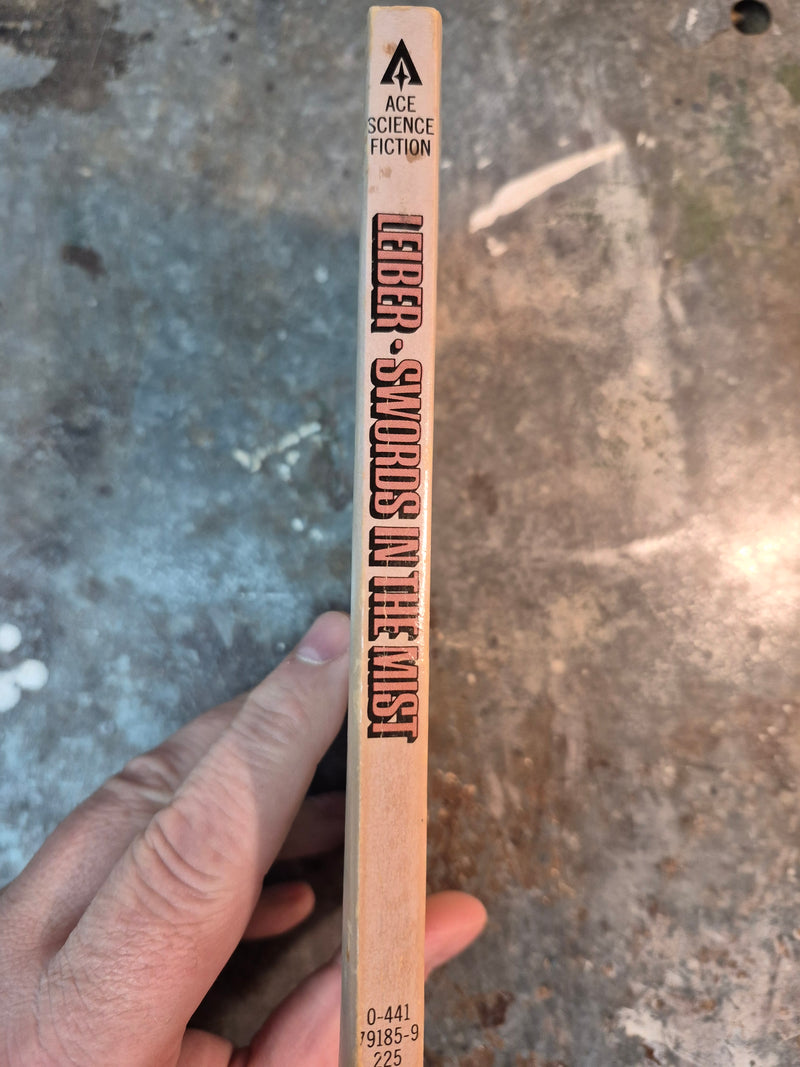 ACE
SCIENCE
FICTION
LEIBER • SWORDS IN THE MIST
0-441
79185-9
225